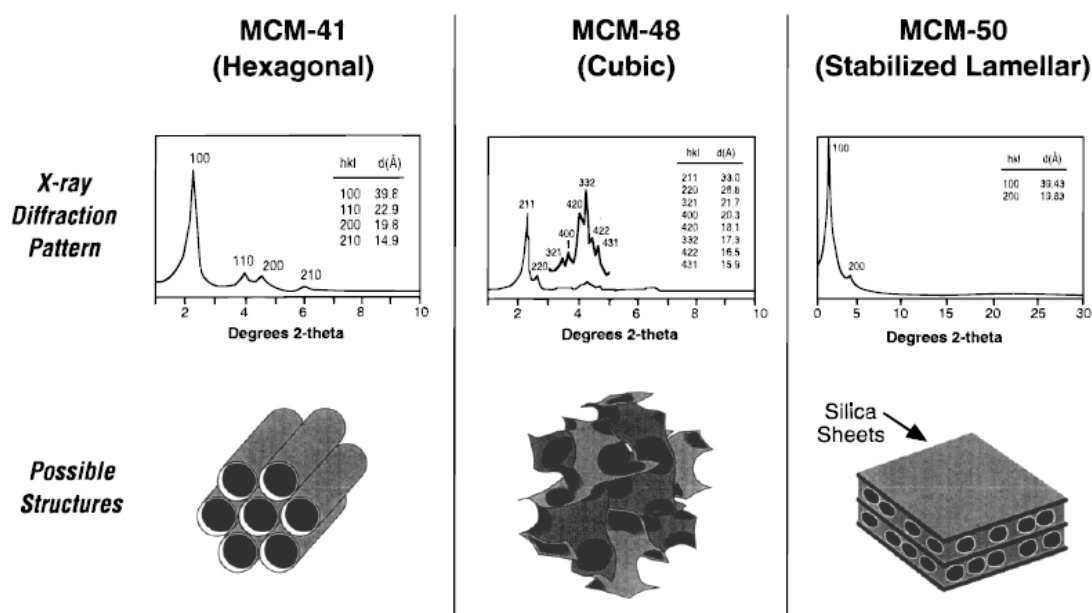 MCM-41
(Hexagonal)
MCM-48
(Cubic)
MCM-50
(Stabilized Lamellar)
X-ray
Diffraction
Pattern
100
110
200
210
hkl d(Å)
100 39.8
110 22.9
200 19.8
210 14.9
2 4 6 8 10
Degrees 2-theta
211
220
321
400
420
332
422
431
hkl d(Å)
211 33.0
220 28.8
321 21.7
400 20.3
420 18.1
332 17.3
422 16.5
431 15.9
2 4 6 8 10
Degrees 2-theta
100
200
hkl d(Å)
100 39.43
200 19.83
0 5 10 15 20 25 30
Degrees 2-theta
Possible
Structures
Silica
Sheets